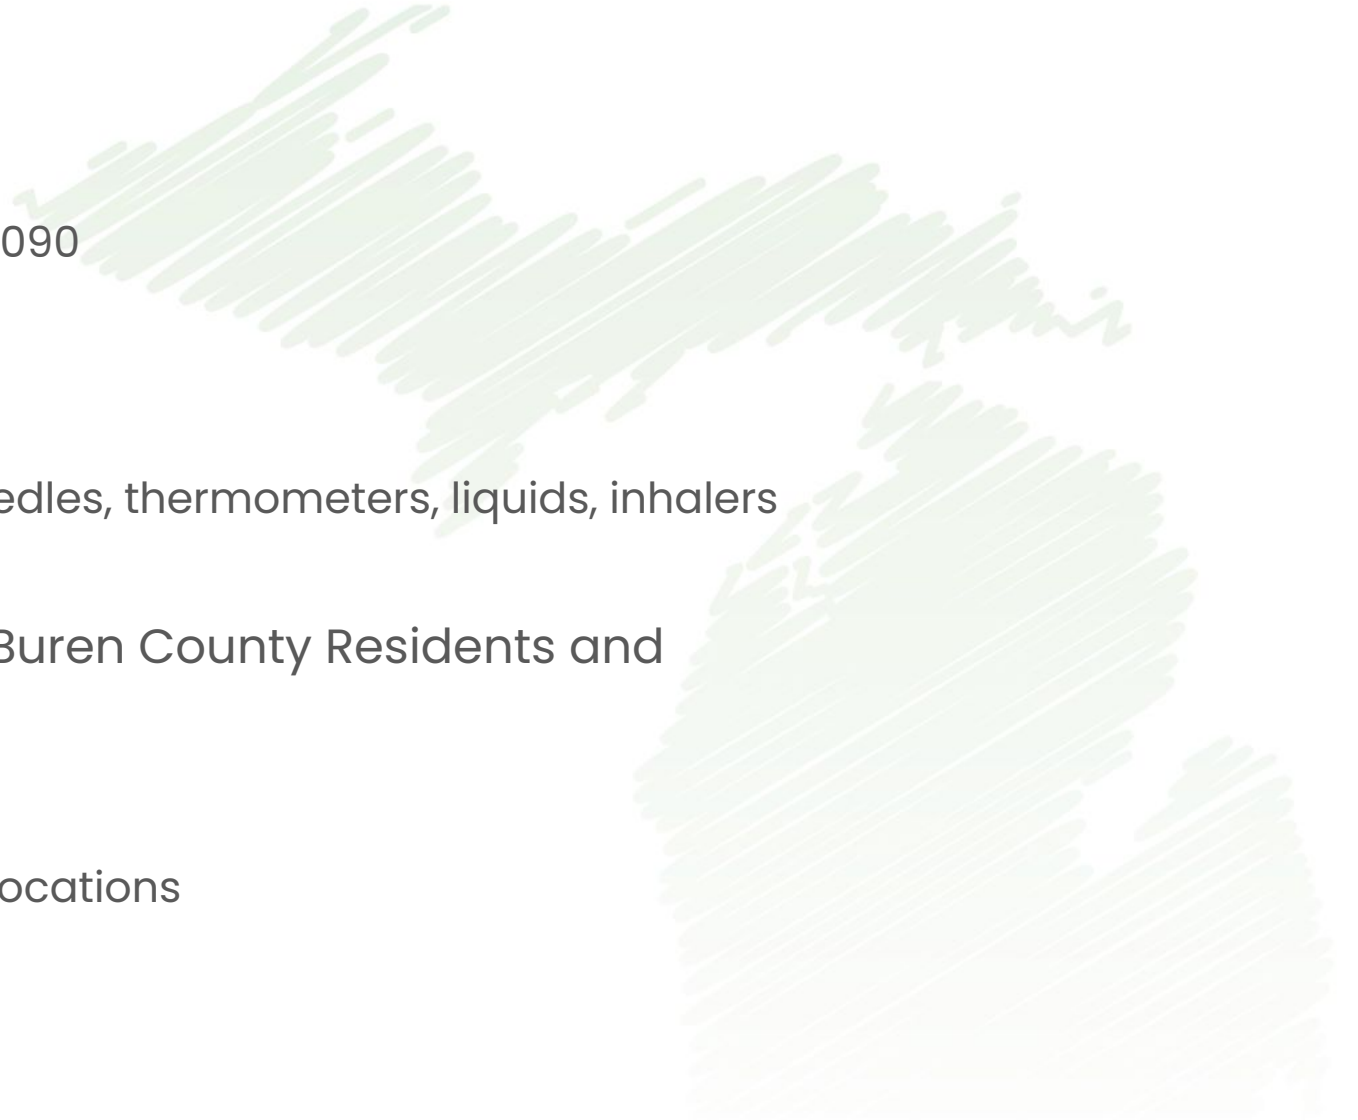 090
edles, thermometers, liquids, inhalers
Buren County Residents and
ocations